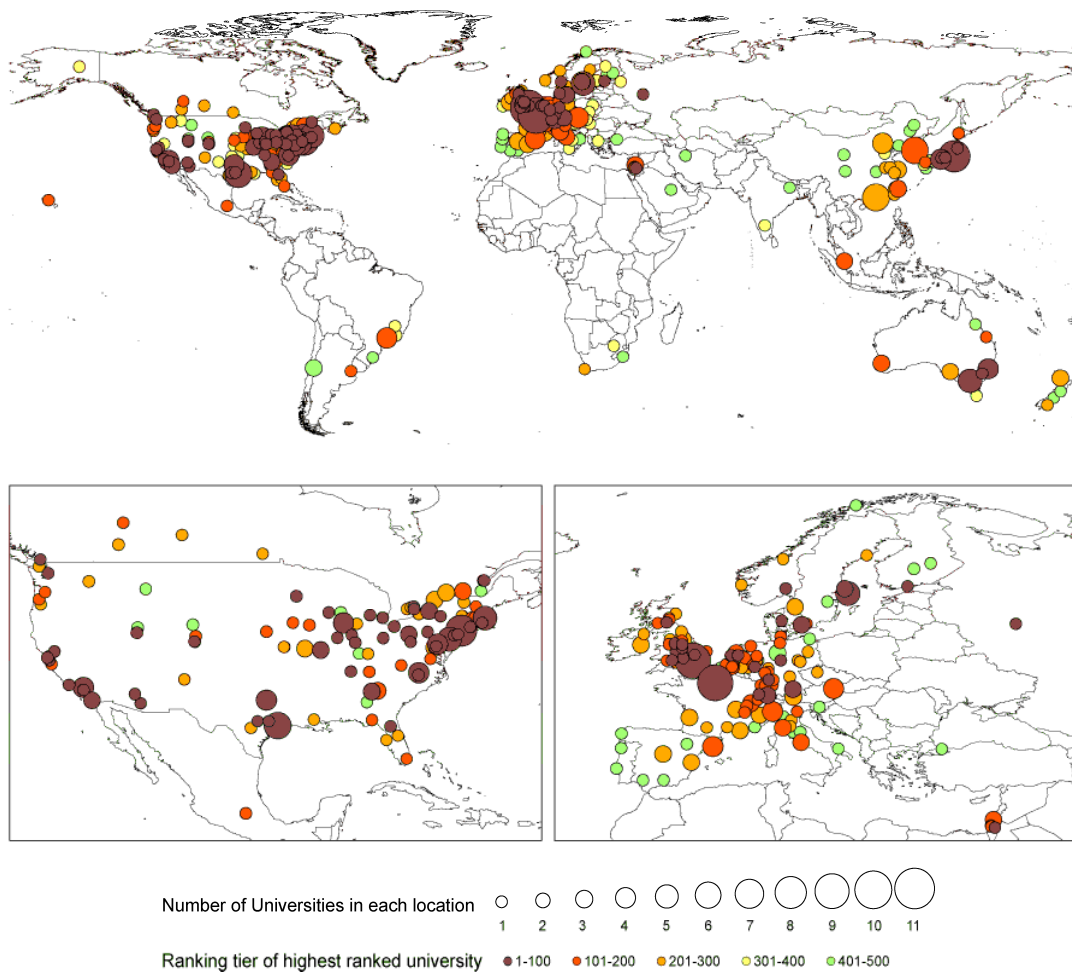 Number of Universities in each location
1 2 3 4 5 6 7 8 9 10 11
Ranking tier of highest ranked university 1-100 101-200 201-300 301-400 401-500